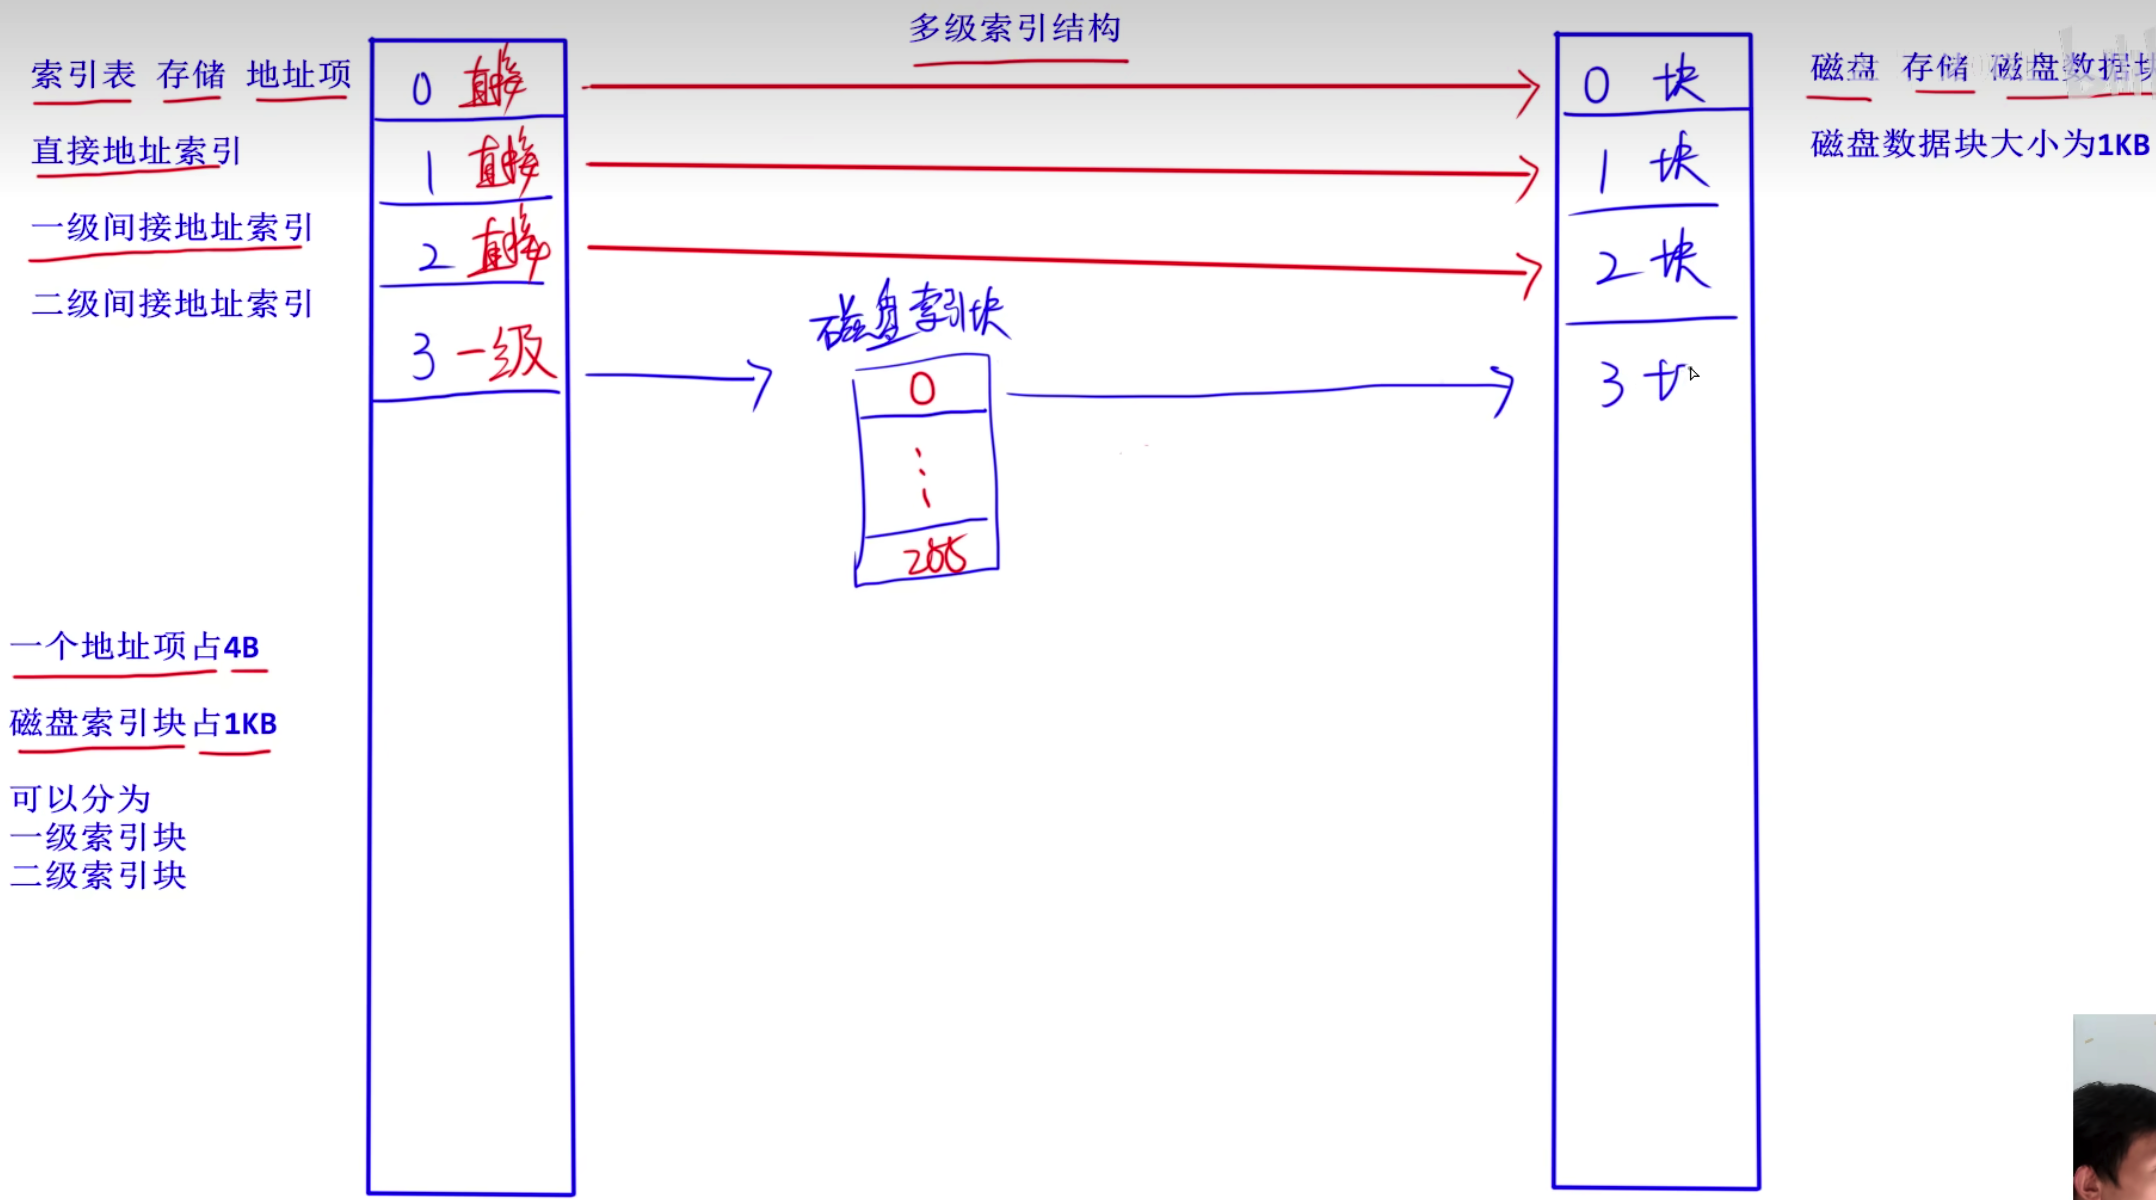 多级索引结构
索引表 存储 地址项
直接地址索引
一级间接地址索引
二级间接地址索引
0 直接
1 直接
2 直接
3 一级
磁盘索引块
0
⋮
255
0 块
1 块
2 块
3
磁盘 存储 磁盘数据块
磁盘数据块大小为1KB
一个地址项占4B
磁盘索引块占1KB
可以分为
一级索引块
二级索引块